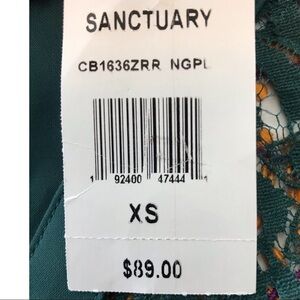 SANCTUARY
CB1636ZRR NGPL
1 92400 47444 1
XS
$89.00